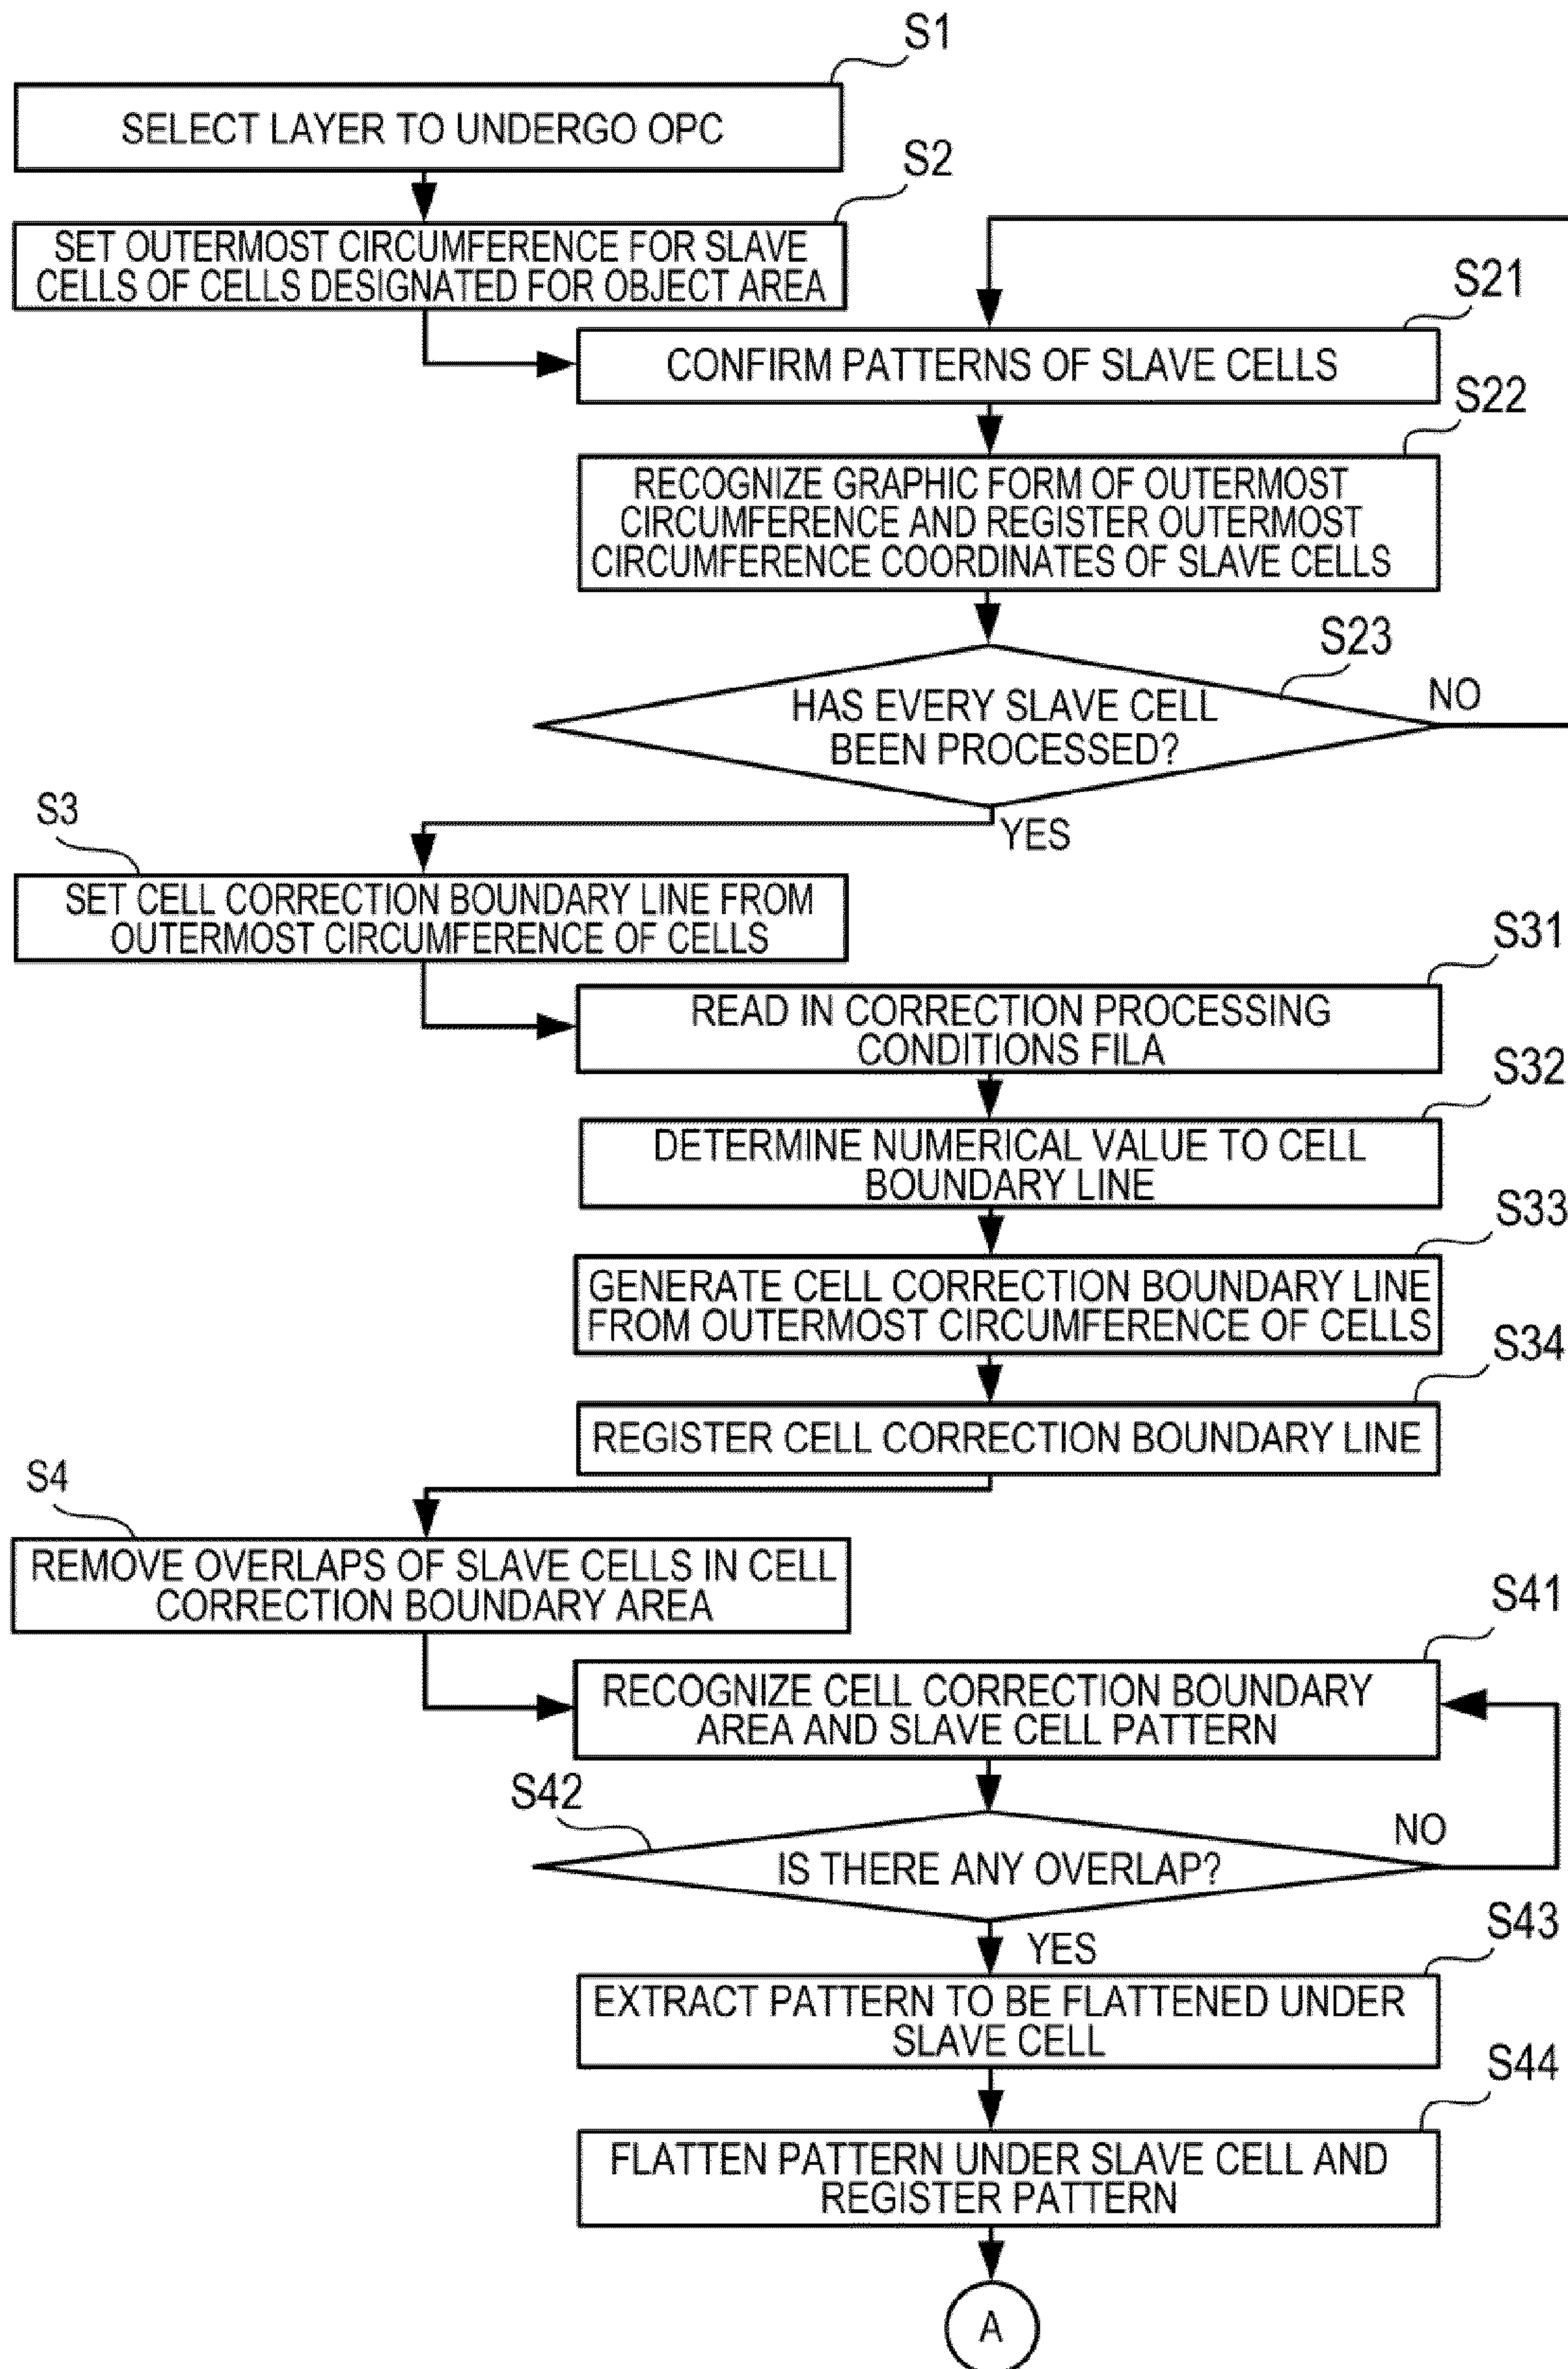 S1
SELECT LAYER TO UNDERGO OPC
S2
SET OUTERMOST CIRCUMFERENCE FOR SLAVE
CELLS OF CELLS DESIGNATED FOR OBJECT AREA
S21
CONFIRM PATTERNS OF SLAVE CELLS
S22
RECOGNIZE GRAPHIC FORM OF OUTERMOST
CIRCUMFERENCE AND REGISTER OUTERMOST
CIRCUMFERENCE COORDINATES OF SLAVE CELLS
S23
HAS EVERY SLAVE CELL
BEEN PROCESSED?
NO
YES
S3
SET CELL CORRECTION BOUNDARY LINE FROM
OUTERMOST CIRCUMFERENCE OF CELLS
S31
READ IN CORRECTION PROCESSING
CONDITIONS FILA
S32
DETERMINE NUMERICAL VALUE TO CELL
BOUNDARY LINE
S33
GENERATE CELL CORRECTION BOUNDARY LINE
FROM OUTERMOST CIRCUMFERENCE OF CELLS
S34
REGISTER CELL CORRECTION BOUNDARY LINE
S4
REMOVE OVERLAPS OF SLAVE CELLS IN CELL
CORRECTION BOUNDARY AREA
S41
RECOGNIZE CELL CORRECTION BOUNDARY
AREA AND SLAVE CELL PATTERN
S42
IS THERE ANY OVERLAP?
NO
YES
S43
EXTRACT PATTERN TO BE FLATTENED UNDER
SLAVE CELL
S44
FLATTEN PATTERN UNDER SLAVE CELL AND
REGISTER PATTERN
A